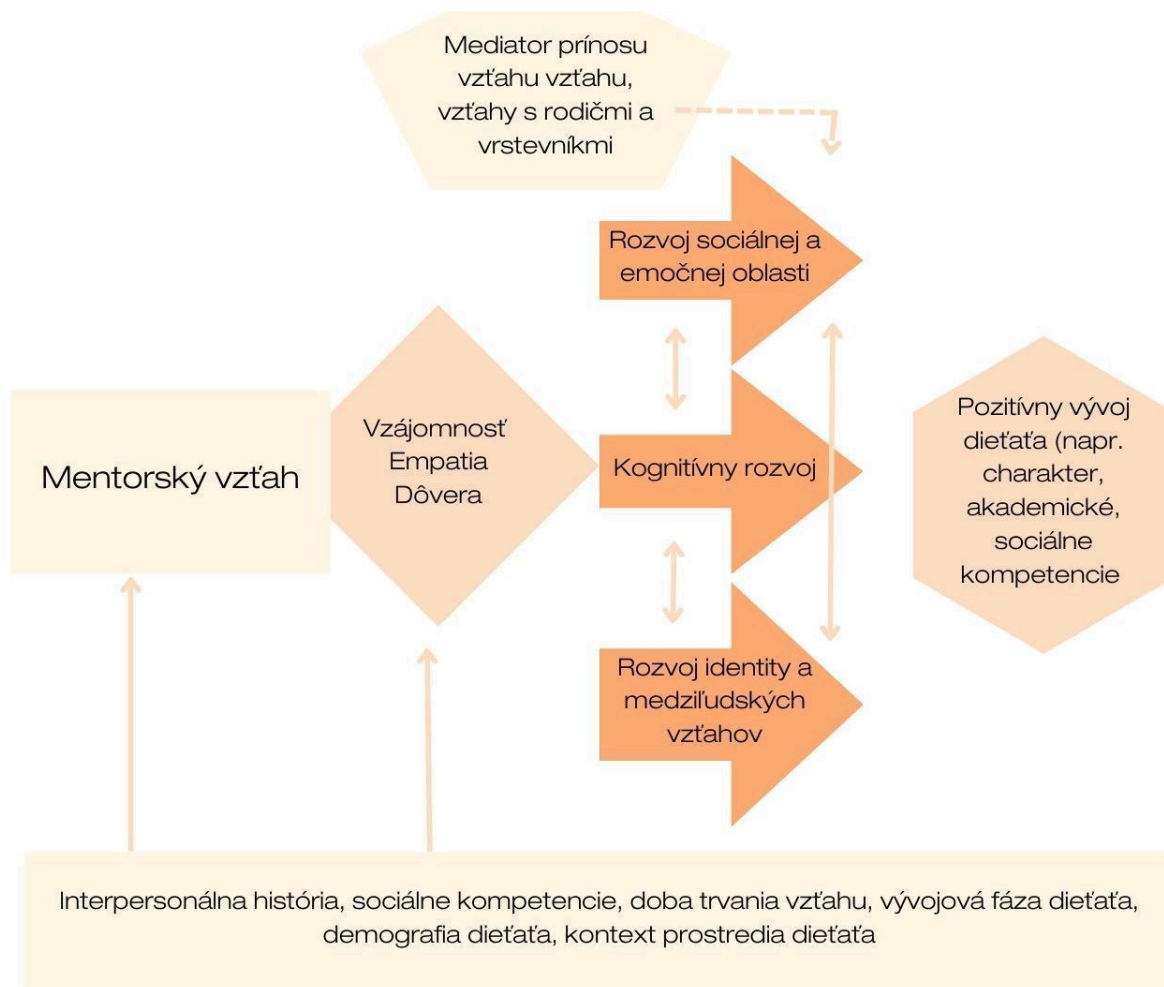 Mediator prínosu
vzťahu vzťahu,
vzťahy s rodičmi a
vrstevníkmi
Rozvoj sociálnej a
emočnej oblasti
Mentorský vzťah
Vzájomnosť
Empatia
Dôvera
Kognitívny rozvoj
Pozitívny vývoj
dieťaťa (napr.
charakter,
akademické,
sociálne
kompetencie
Rozvoj identity a
medziľudských
vzťahov
Interpersonálna história, sociálne kompetencie, doba trvania vzťahu, vývojová fáza dieťaťa,
demografia dieťaťa, kontext prostredia dieťaťa